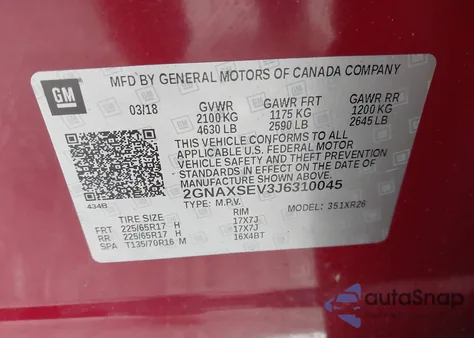 MFD BY GENERAL MOTORS OF CANADA COMPANY
GM
03/18 GVWR GAWR FRT GAWR RR
2100 KG 1175 KG 1200 KG
4630 LB 2590 LB 2645 LB
THIS VEHICLE CONFORMS TO ALL
APPLICABLE U.S. FEDERAL MOTOR
VEHICLE SAFETY AND THEFT
PREVENTION STANDARDS IN EFFECT ON
THE DATE OF MANUFACTURE SHOWN ABOVE.
2GNAXSEV3J6310045
434B TYPE: M.P.V. MODEL: 351XR26
TIRE SIZE RIM
FRT 225/65R17 H 17X7J
RR 225/65R17 H 17X7J
SPA T135/70R16 M 16X4BT
autoSnap